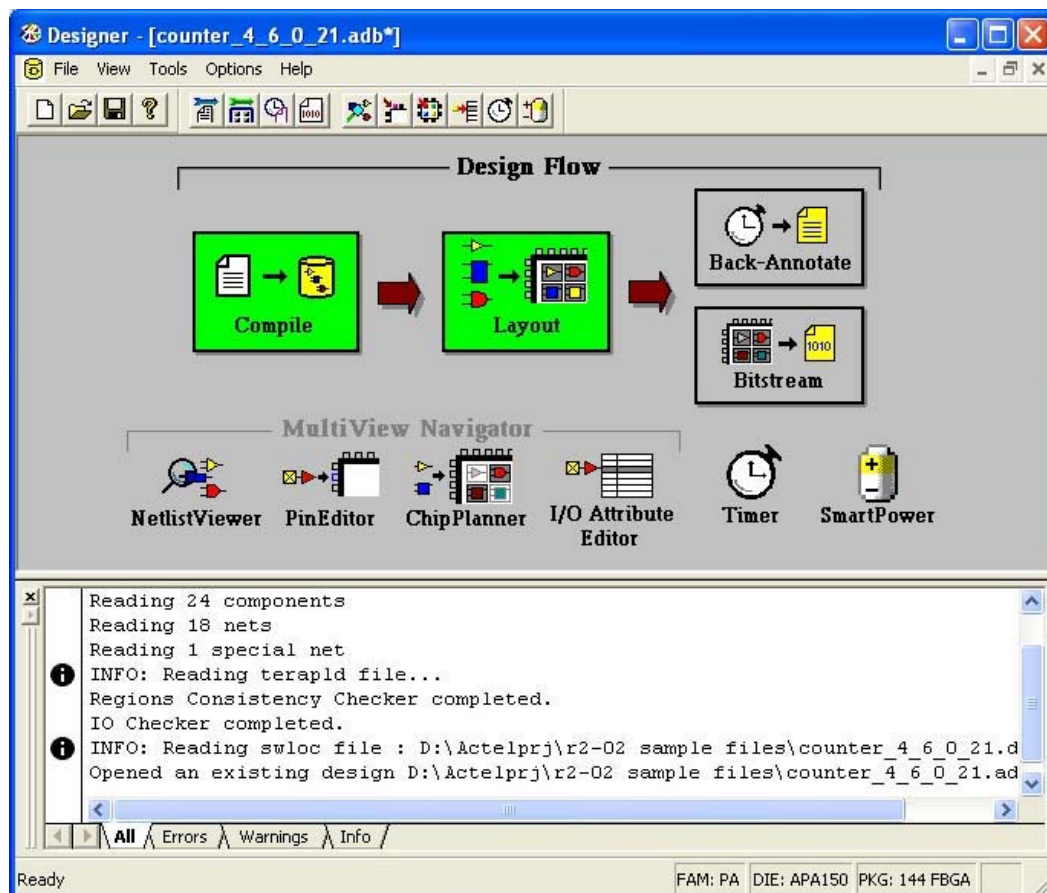 Designer - [counter_4_6_0_21.adb*]
File View Tools Options Help
Design Flow
Compile
Layout
Back-Annotate
1010
Bitstream
MultiView Navigator
NetlistViewer
PinEditor
ChipPlanner
I/O Attribute
Editor
Timer
SmartPower
Reading 24 components
Reading 18 nets
Reading 1 special net
INFO: Reading terapld file...
Regions Consistency Checker completed.
IO Checker completed.
INFO: Reading swloc file : D:\Actelprj\r2-02 sample files\counter_4_6_0_21.d
Opened an existing design D:\Actelprj\r2-02 sample files\counter_4_6_0_21.ad
All Errors Warnings Info
Ready
FAM: PA DIE: APA150 PKG: 144 FBGA